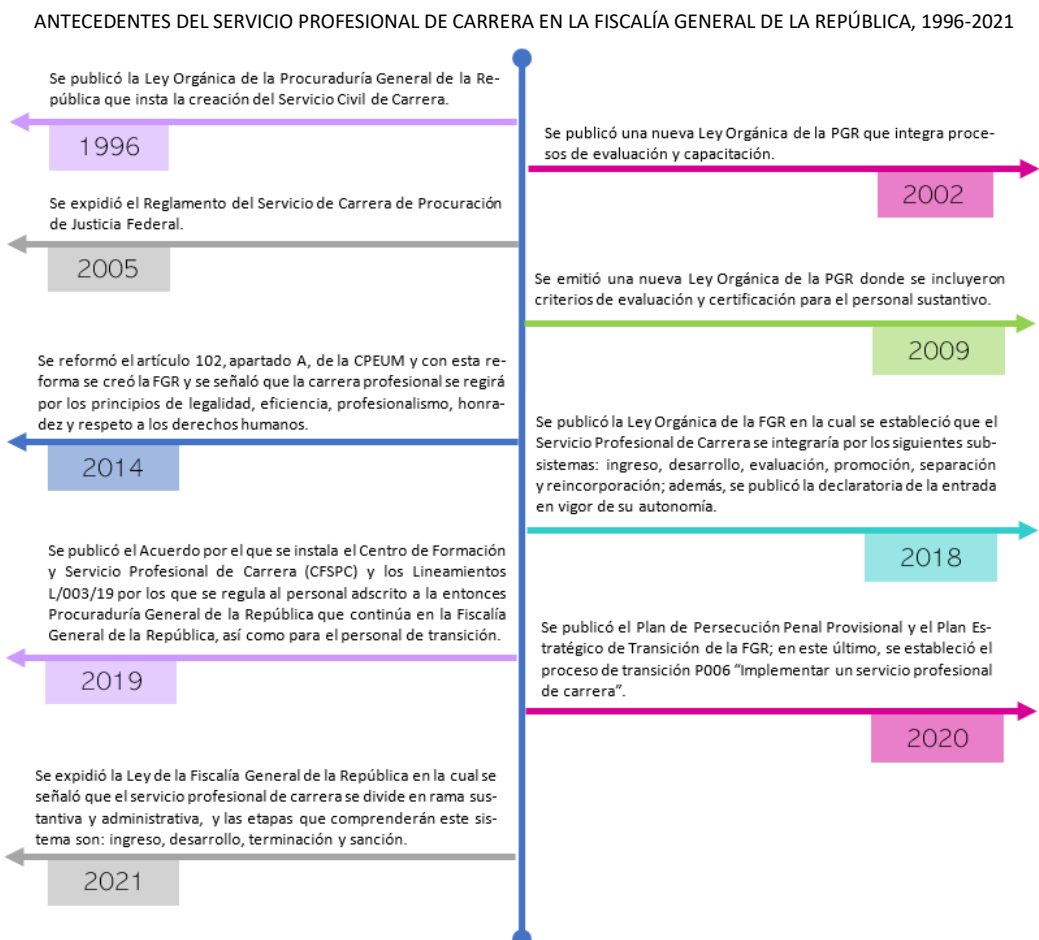 ANTECEDENTES DEL SERVICIO PROFESIONAL DE CARRERA EN LA FISCALÍA GENERAL DE LA REPÚBLICA, 1996-2021
Se publicó la Ley Orgánica de la Procuraduría General de la Re-
pública que insta la creación del Servicio Civil de Carrera.
1996
Se publicó una nueva Ley Orgánica de la PGR que integra proce-
sos de evaluación y capacitación.
2002
Se expidió el Reglamento del Servicio de Carrera de Procuración
de Justicia Federal.
2005
Se emitió una nueva Ley Orgánica de la PGR donde se incluyeron
criterios de evaluación y certificación para el personal sustantivo.
2009
Se reformó el artículo 102, apartado A, de la CPEUM y con esta re-
forma se creó la FGR y se señaló que la carrera profesional se regirá
por los principios de legalidad, eficiencia, profesionalismo, honra-
dez y respeto a los derechos humanos.
2014
Se publicó la Ley Orgánica de la FGR en la cual se estableció que el
Servicio Profesional de Carrera se integraría por los siguientes sub-
sistemas: ingreso, desarrollo, evaluación, promoción, separación
y reincorporación; además, se publicó la declaratoria de la entrada
en vigor de su autonomía.
2018
Se publicó el Acuerdo por el que se instala el Centro de Formación
y Servicio Profesional de Carrera (CFSPC) y los Lineamientos
L/003/19 por los que se regula al personal adscrito a la entonces
Procuraduría General de la República que continúa en la Fiscalía
General de la República, así como para el personal de transición.
2019
Se publicó el Plan de Persecución Penal Provisional y el Plan Es-
tratégico de Transición de la FGR; en este último, se estableció el
proceso de transición P006 “Implementar un servicio profesional
de carrera”.
2020
Se expidió la Ley de la Fiscalía General de la República en la cual se
señaló que el servicio profesional de carrera se divide en rama sus-
tantiva y administrativa, y las etapas que comprenderán este sis-
tema son: ingreso, desarrollo, terminación y sanción.
2021